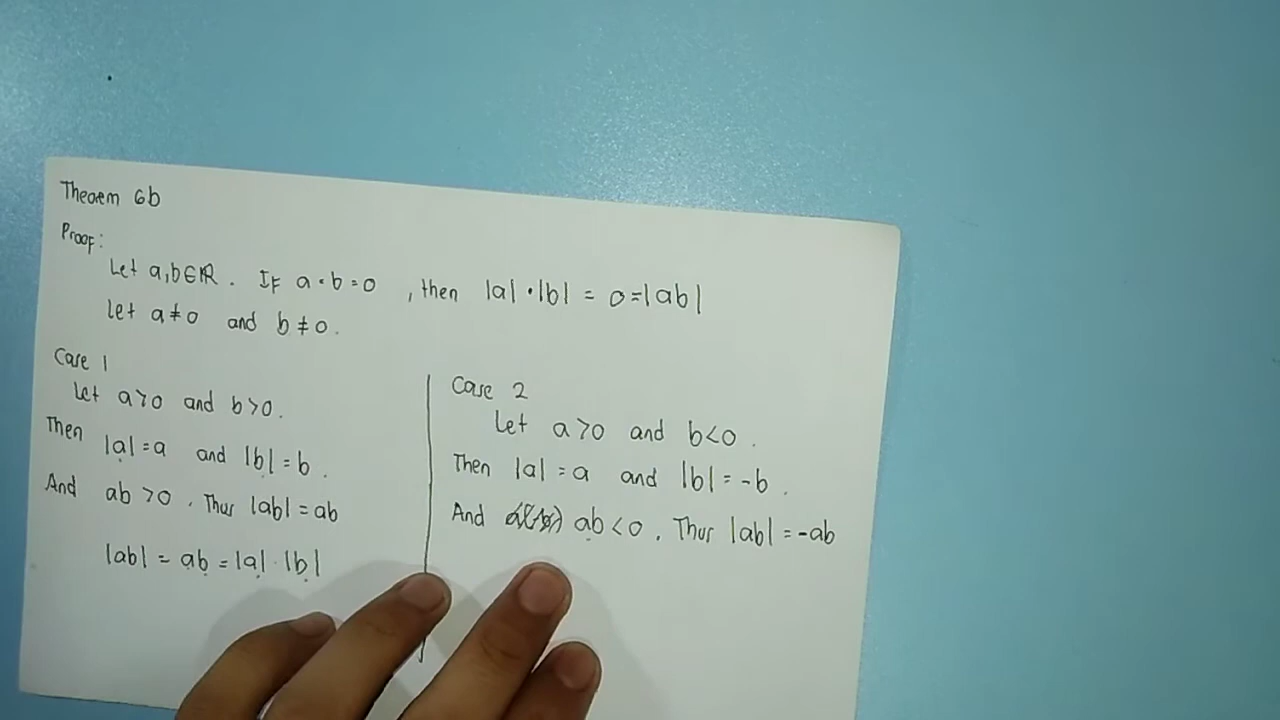 Theorem 6b
Proof:
Let a,b∈ℝ. If a·b=0, then |a|·|b| = 0=|ab|
let a≠0 and b≠0.
Case 1
Let a>0 and b>0.
Then |a|=a and |b|=b.
And ab>0. Thus |ab|=ab
|ab| = ab = |a|·|b|
Case 2
Let a>0 and b<0.
Then |a|=a and |b|=-b.
And ab<0. Thus |ab|=-ab